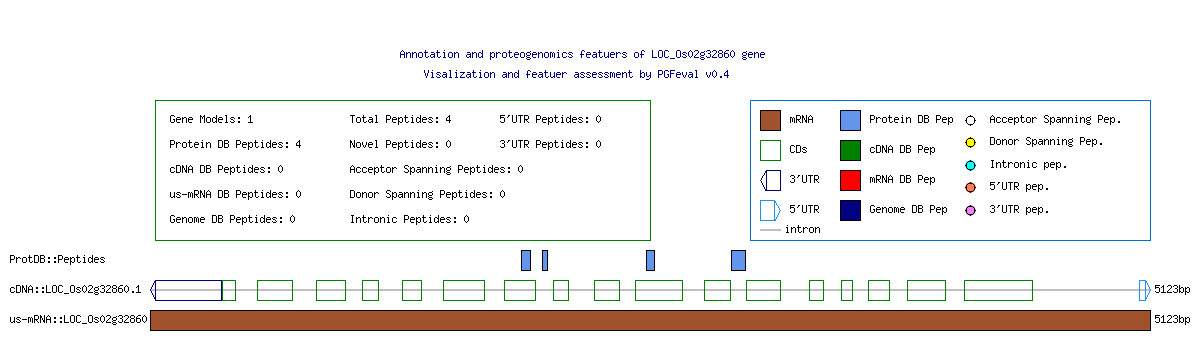 Annotation and proteogenomics featuers of LOC_Os02g32860 gene
Visalization and featuer assessment by PGFeval v0.4
Gene Models: 1 Total Peptides: 4 5'UTR Peptides: 0
Protein DB Peptides: 4 Novel Peptides: 0 3'UTR Peptides: 0
cDNA DB Peptides: 0 Acceptor Spanning Peptides: 0
us-mRNA DB Peptides: 0 Donor Spanning Peptides: 0
Genome DB Peptides: 0 Intronic Peptides: 0
mRNA Protein DB Pep Acceptor Spanning Pep.
CDs cDNA DB Pep Donor Spanning Pep.
3'UTR mRNA DB Pep Intronic pep.
5'UTR Genome DB Pep 5'UTR pep.
intron 3'UTR pep.
ProtDB::Peptides
cDNA::LOC_Os02g32860.1 5123bp
us-mRNA::LOC_Os02g32860 5123bp